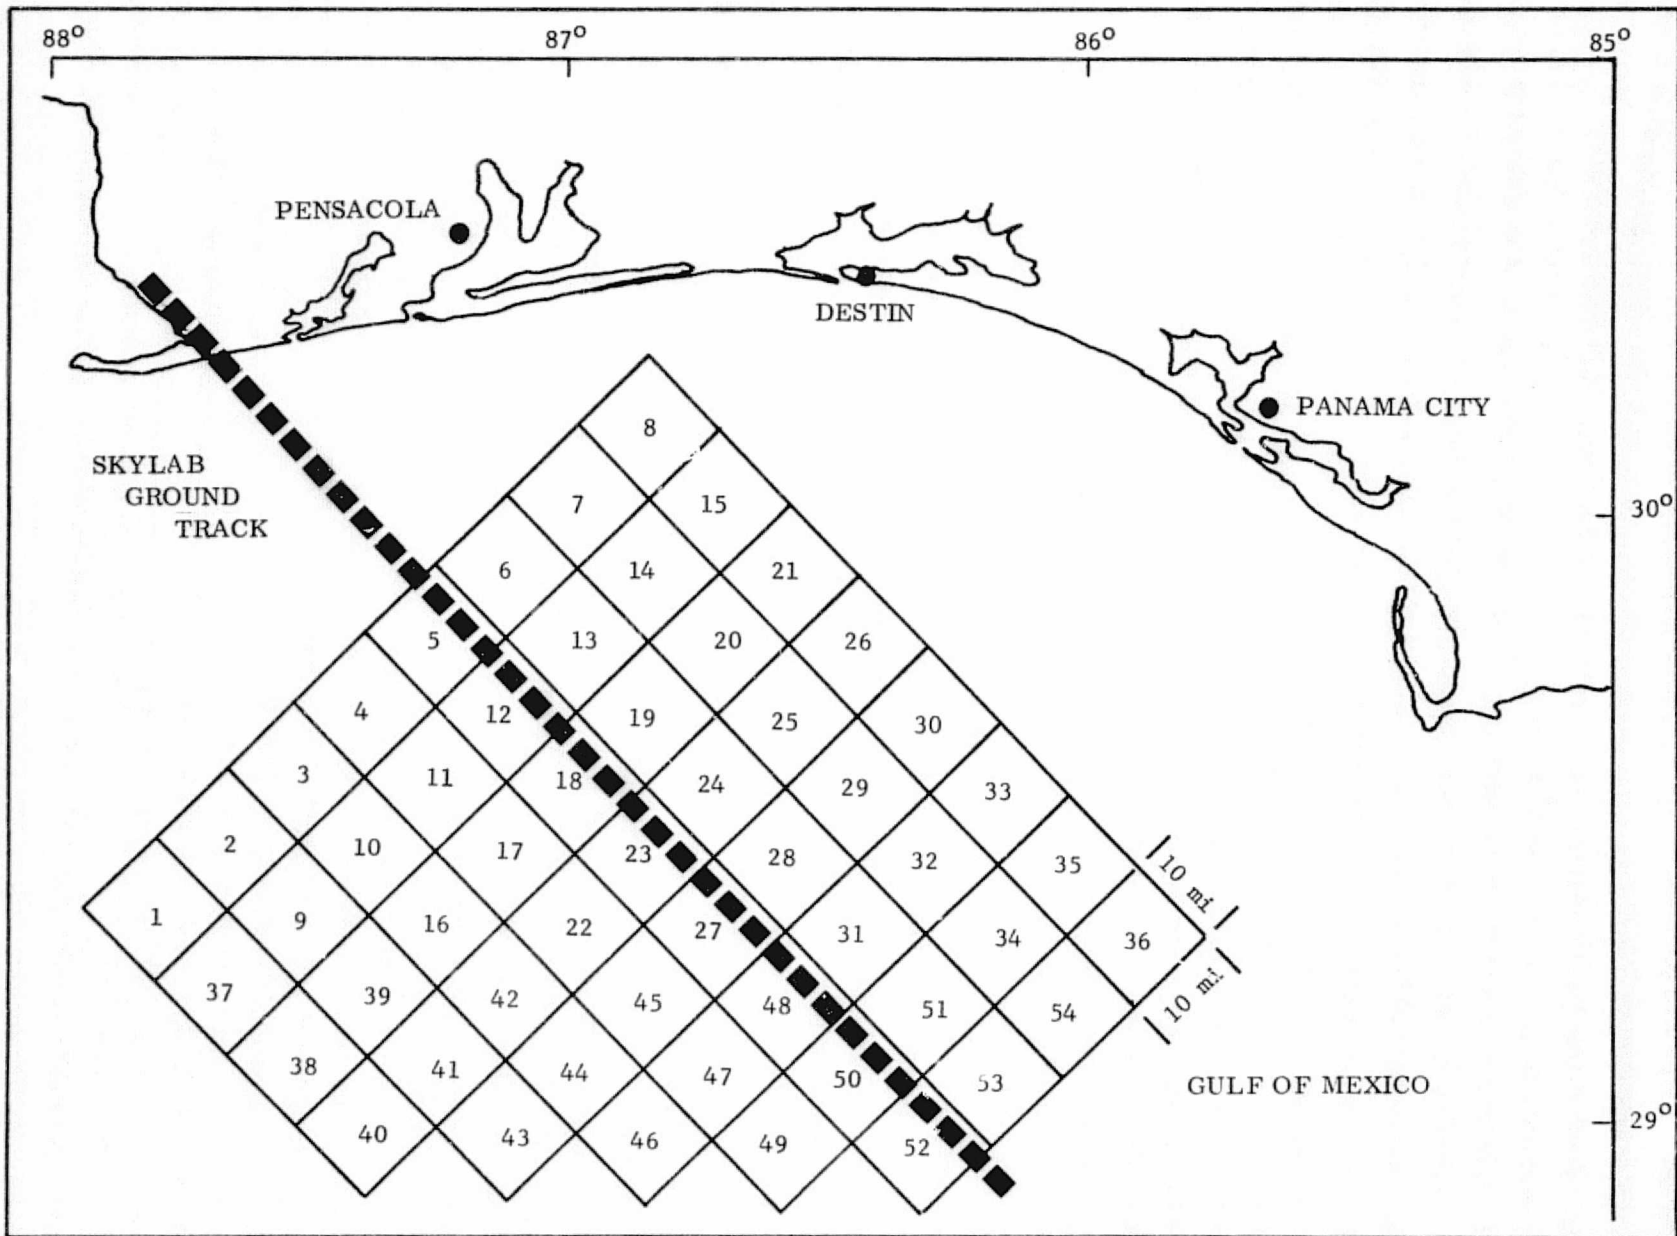 88° 87° 86° 85°
PENSACOLA
DESTIN
PANAMA CITY
SKYLAB
GROUND
TRACK
30°
8
7 15
6 14 21
5 13 20 26
4 12 19 25 30
3 11 18 24 29 33
2 10 17 23 28 32 35
10 mi
1 9 16 22 27 31 34 36
10 mi
37 39 42 45 48 51 54
38 41 44 47 50 53
GULF OF MEXICO
29°
40 43 46 49 52